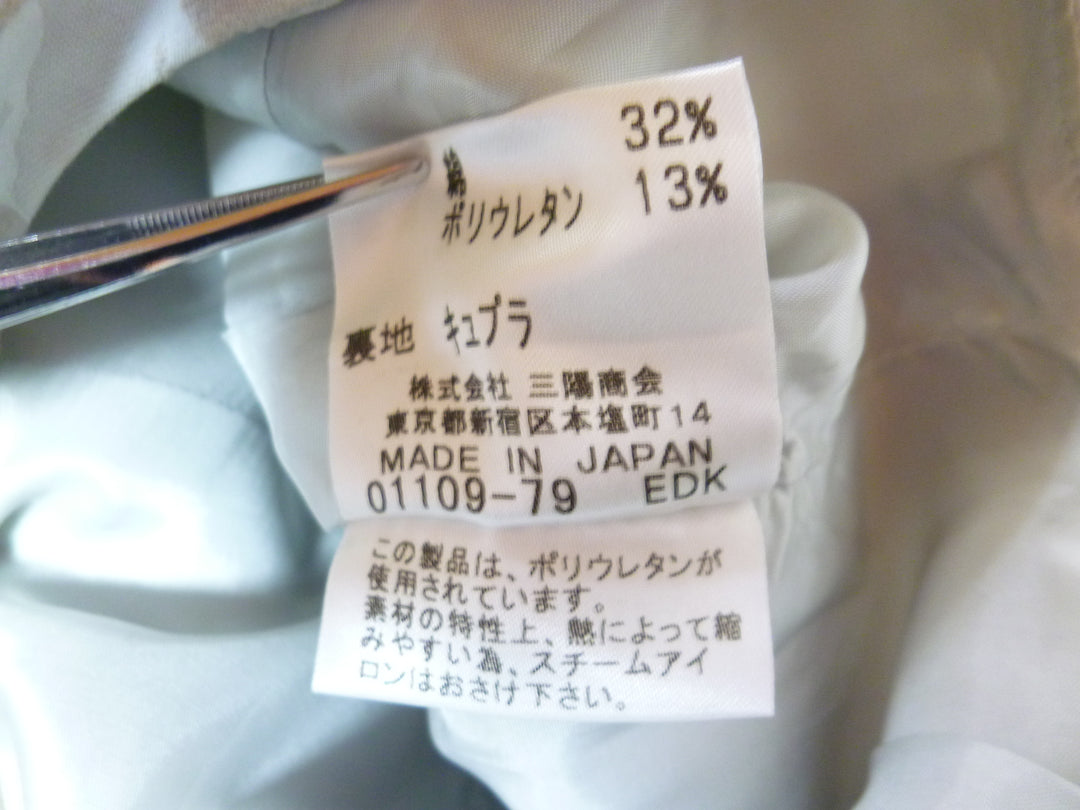 綿 32%
ポリウレタン 13%
裏地 キュプラ
株式会社 三陽商会
東京都新宿区本塩町14
MADE IN JAPAN
01109-79 EDK
この製品は、ポリウレタンが
使用されています。
素材の特性上、熱によって縮
みやすい為、スチームアイ
ロンはおさけ下さい。